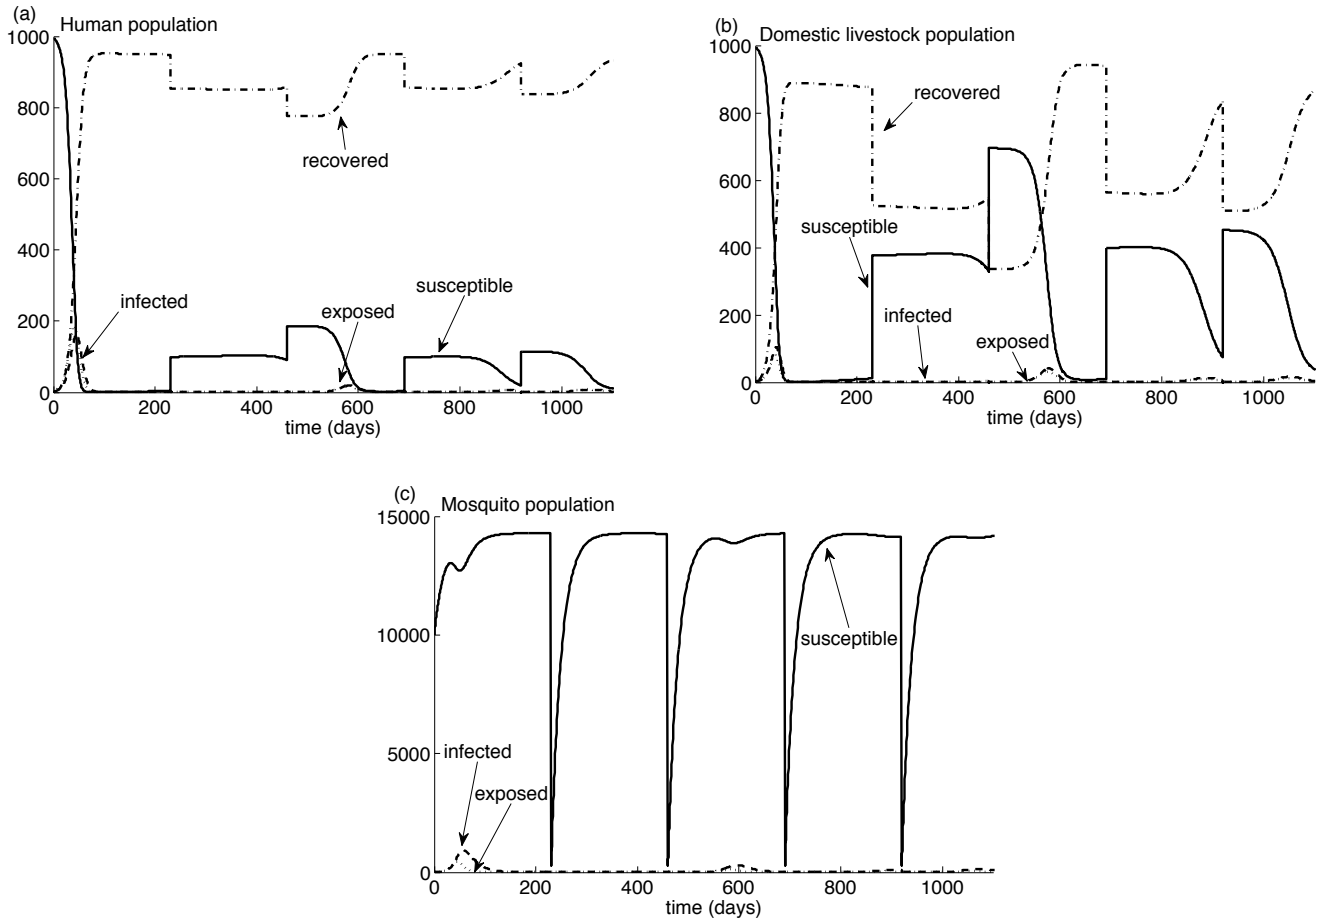 (a)
Human population
1000
800
600
400
200
0
recovered
infected
exposed
susceptible
0 200 400 600 800 1000
time (days)
(b)
Domestic livestock population
1000
800
600
400
200
0
recovered
susceptible
infected
exposed
0 200 400 600 800 1000
time (days)
(c)
Mosquito population
15000
10000
5000
0
susceptible
infected
exposed
0 200 400 600 800 1000
time (days)